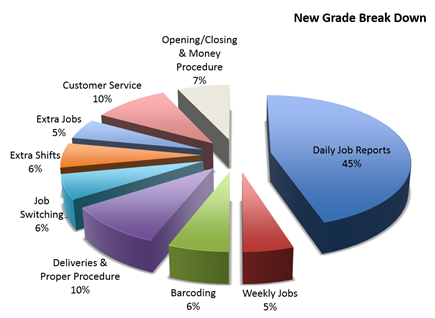 New Grade Break Down
Opening/Closing
& Money
Procedure
7%
Customer Service
10%
Extra Jobs
5%
Extra Shifts
6%
Job
Switching
6%
Deliveries &
Proper Procedure
10%
Barcoding
6%
Weekly Jobs
5%
Daily Job Reports
45%